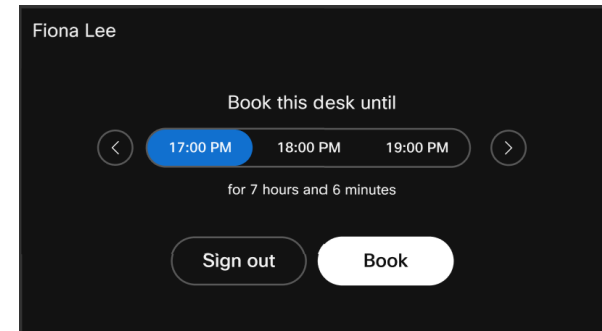 Fiona Lee
Book this desk until
17:00 PM 18:00 PM 19:00 PM
for 7 hours and 6 minutes
Sign out Book